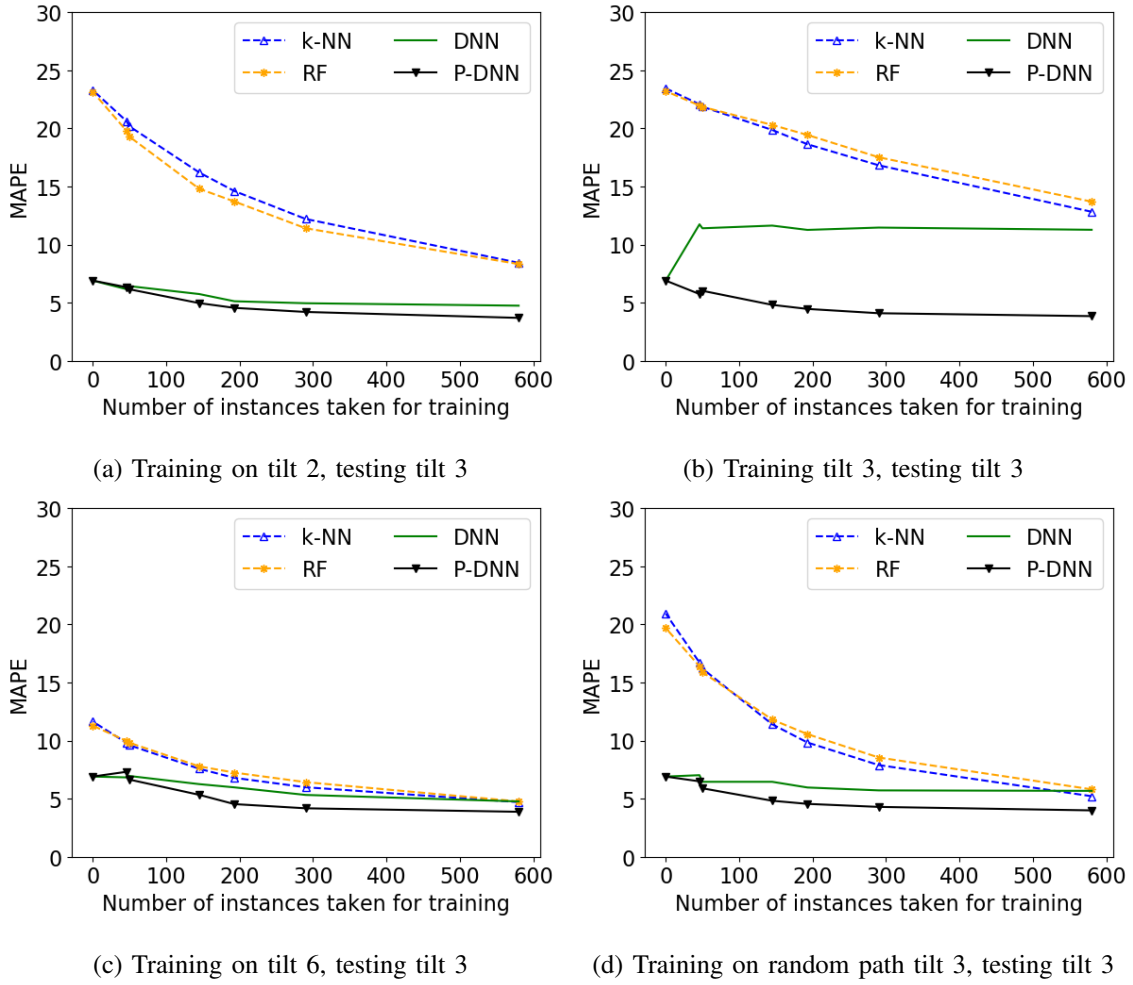 30
25
20
15
10
5
0
MAPE
k-NN
RF
DNN
P-DNN
0 100 200 300 400 500 600
Number of instances taken for training
(a) Training on tilt 2, testing tilt 3
30
25
20
15
10
5
0
MAPE
k-NN
RF
DNN
P-DNN
0 100 200 300 400 500 600
Number of instances taken for training
(b) Training tilt 3, testing tilt 3
30
25
20
15
10
5
0
MAPE
k-NN
RF
DNN
P-DNN
0 100 200 300 400 500 600
Number of instances taken for training
(c) Training on tilt 6, testing tilt 3
30
25
20
15
10
5
0
MAPE
k-NN
RF
DNN
P-DNN
0 100 200 300 400 500 600
Number of instances taken for training
(d) Training on random path tilt 3, testing tilt 3